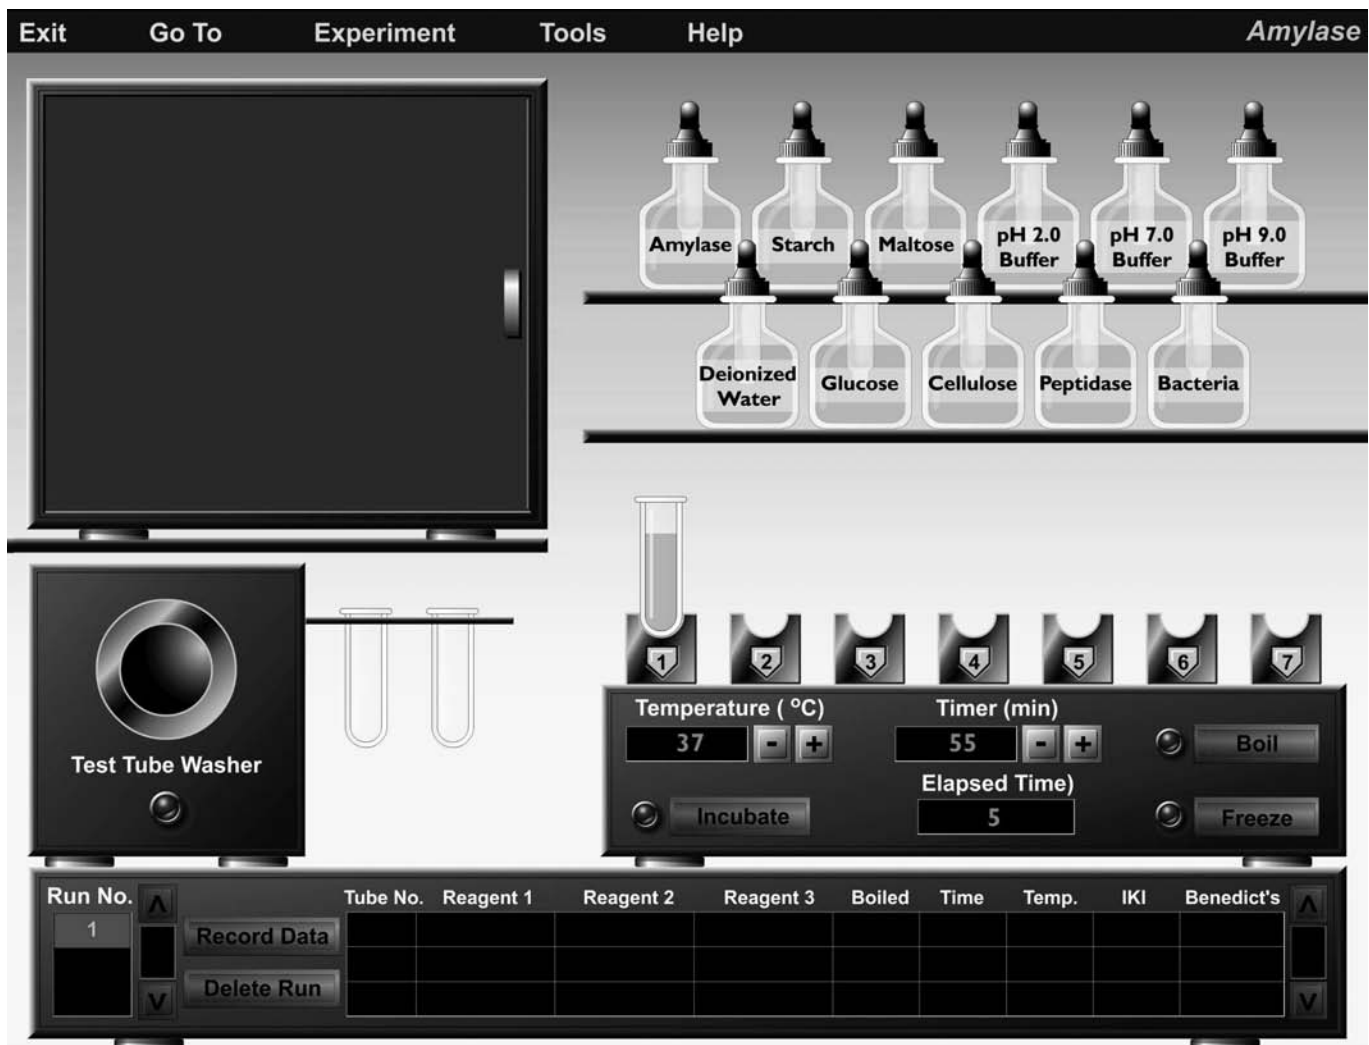 Exit Go To Experiment Tools Help Amylase
Amylase Starch Maltose pH 2.0 Buffer pH 7.0 Buffer pH 9.0 Buffer
Deionized Water Glucose Cellulose Peptidase Bacteria
1 2 3 4 5 6 7
Temperature ( °C) Timer (min)
37 - + 55 - + Boil
Elapsed Time)
Incubate 5 Freeze
Test Tube Washer
Run No. Tube No. Reagent 1 Reagent 2 Reagent 3 Boiled Time Temp. IKI Benedict's
1 Record Data
Delete Run